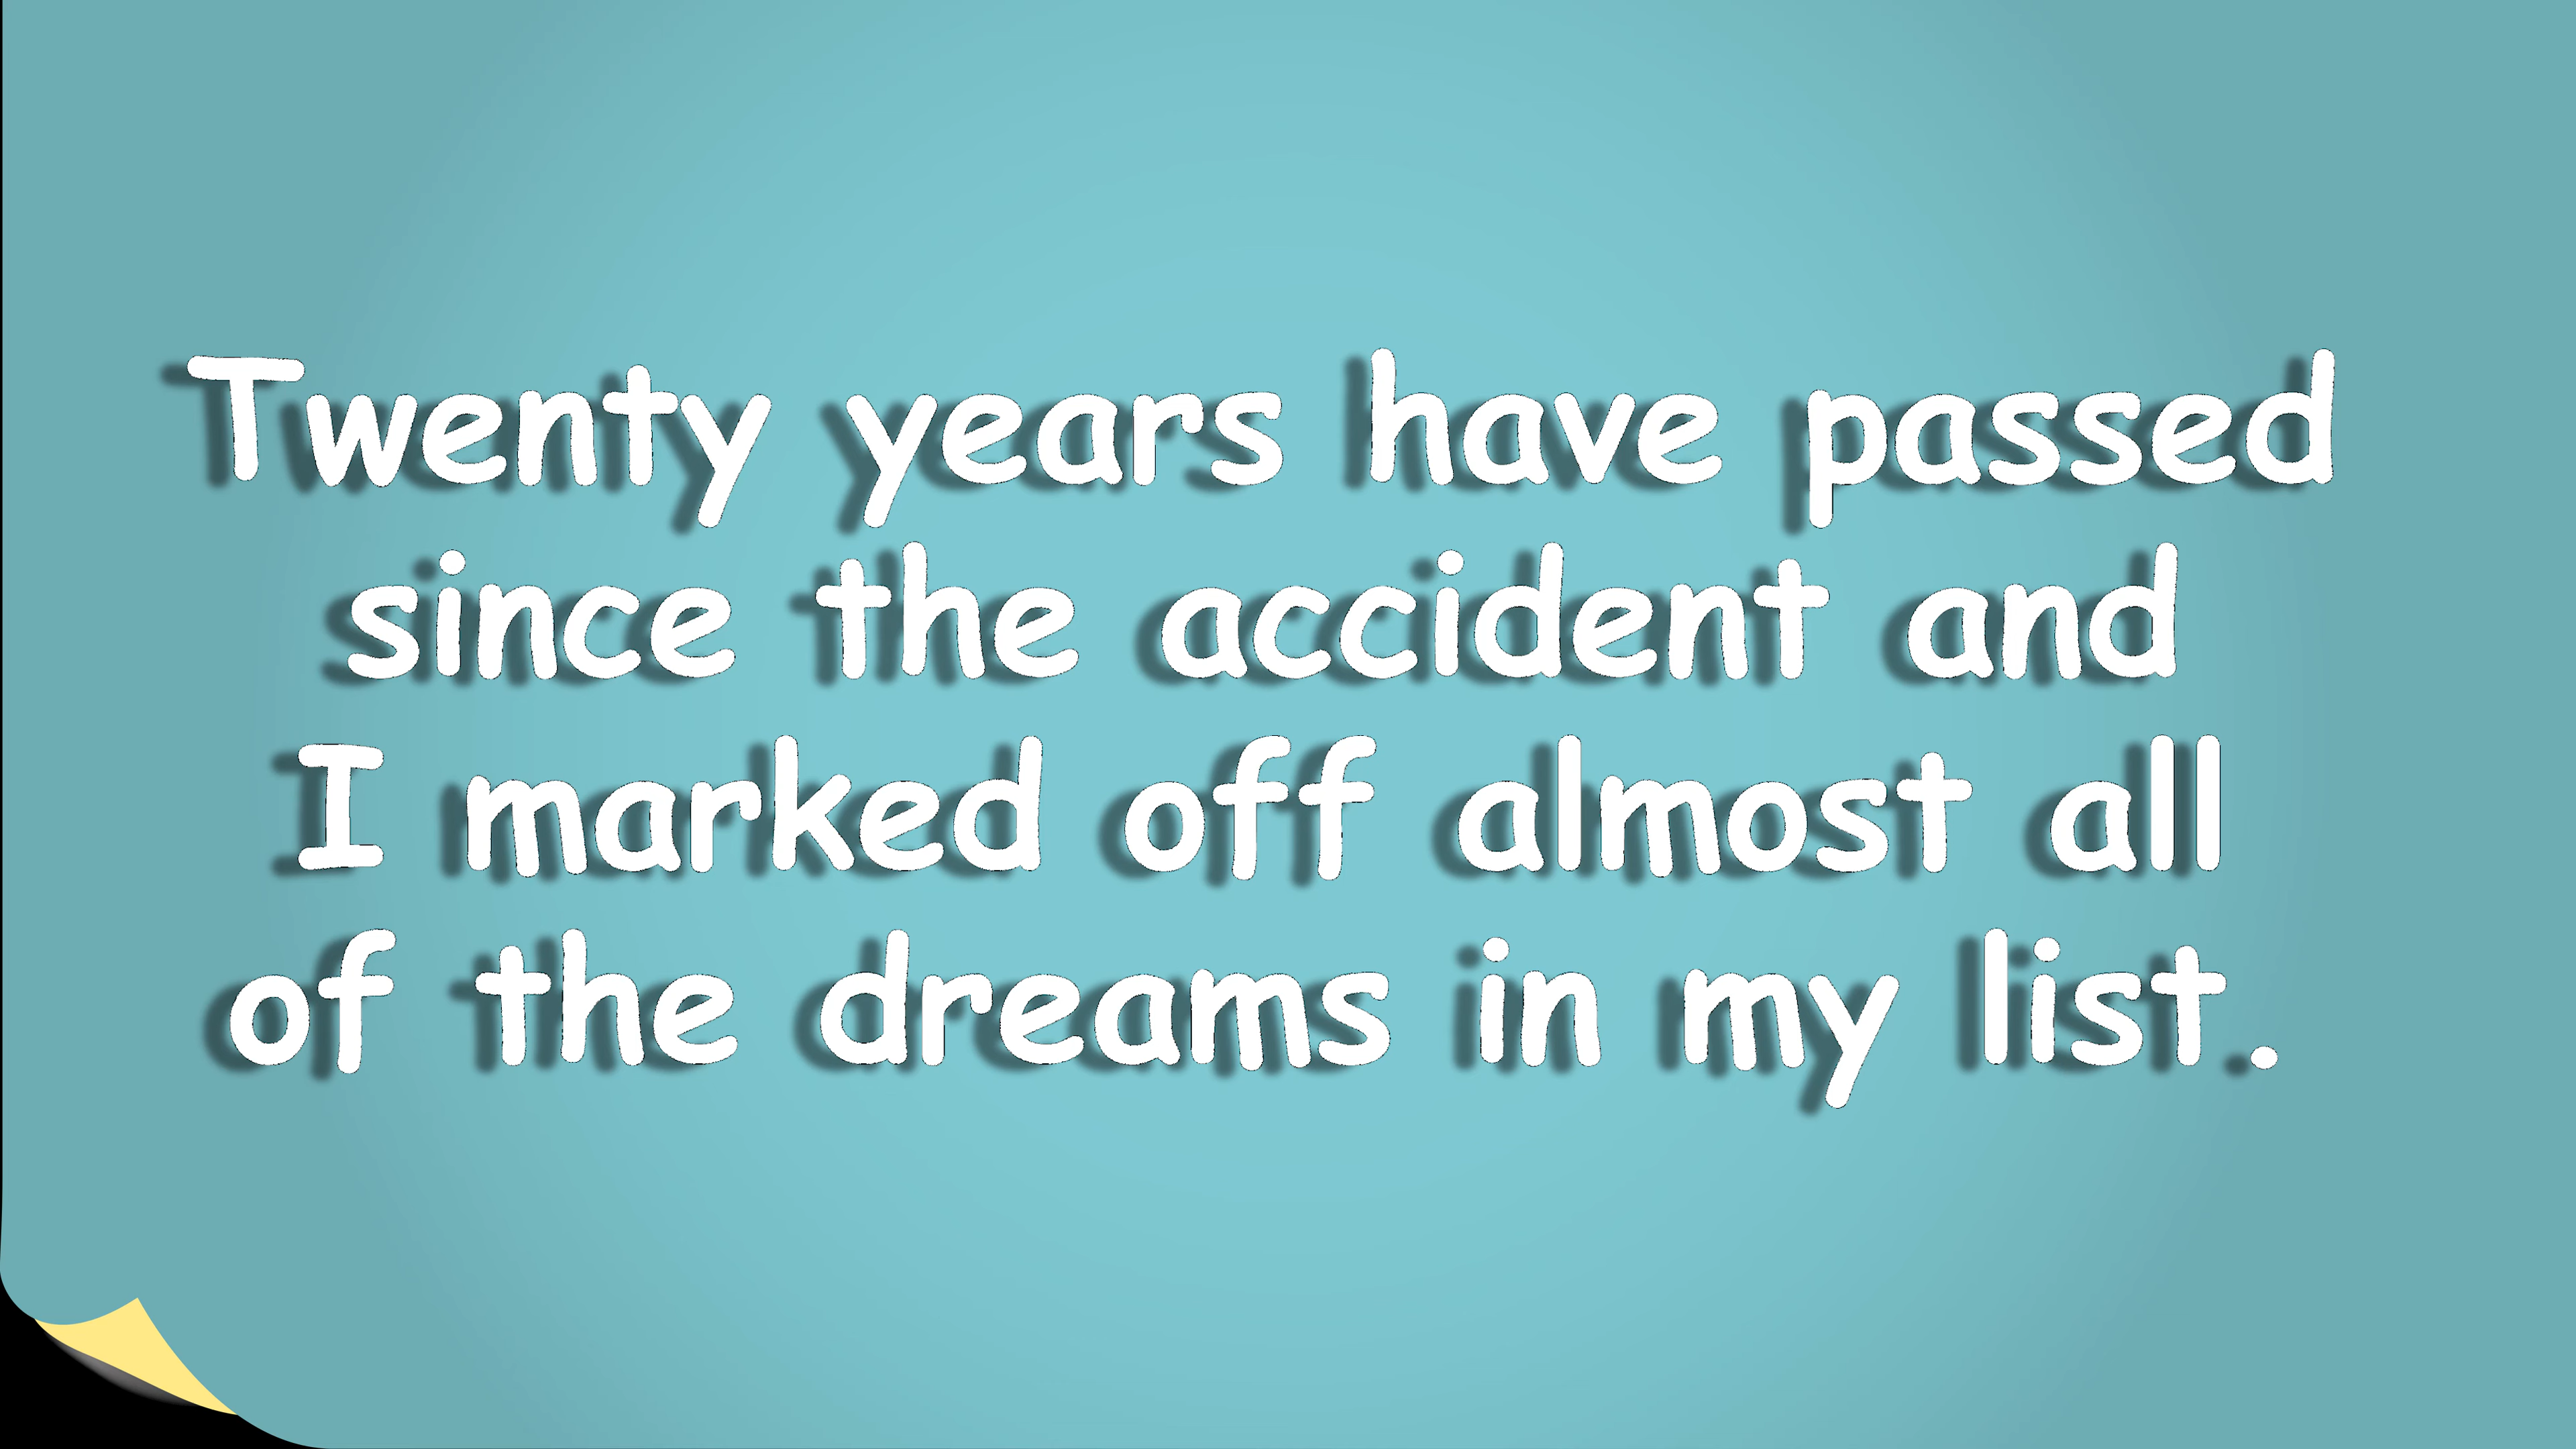 Twenty years have passed
since the accident and
I marked off almost all
of the dreams in my list.